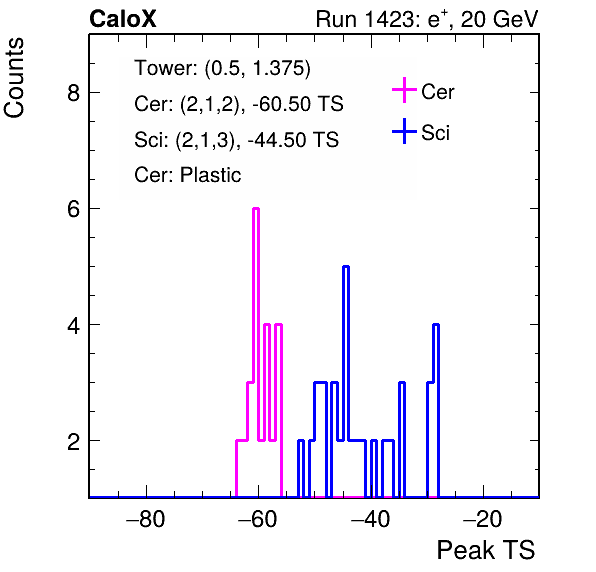 CaloX Run 1423: e⁺, 20 GeV
Counts
Tower: (0.5, 1.375)
Cer: (2,1,2), -60.50 TS
Sci: (2,1,3), -44.50 TS
Cer: Plastic
Cer
Sci
8
6
4
2
−80 −60 −40 −20
Peak TS